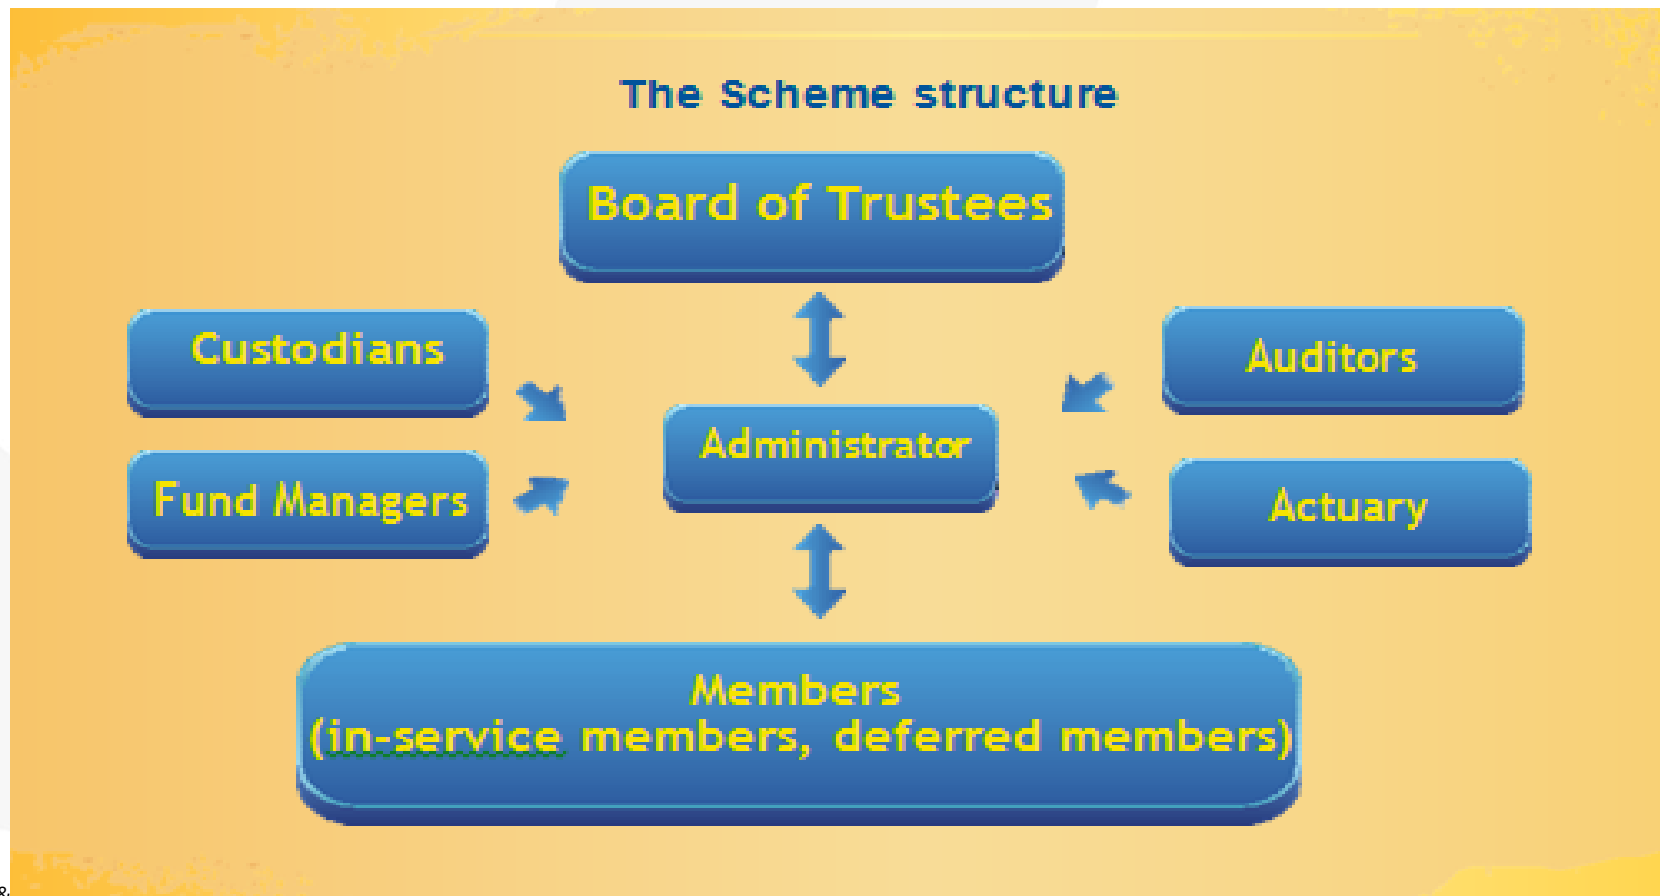 The Scheme structure
Board of Trustees
Custodians
Auditors
Administrator
Fund Managers
Actuary
Members
(in-service members, deferred members)
&